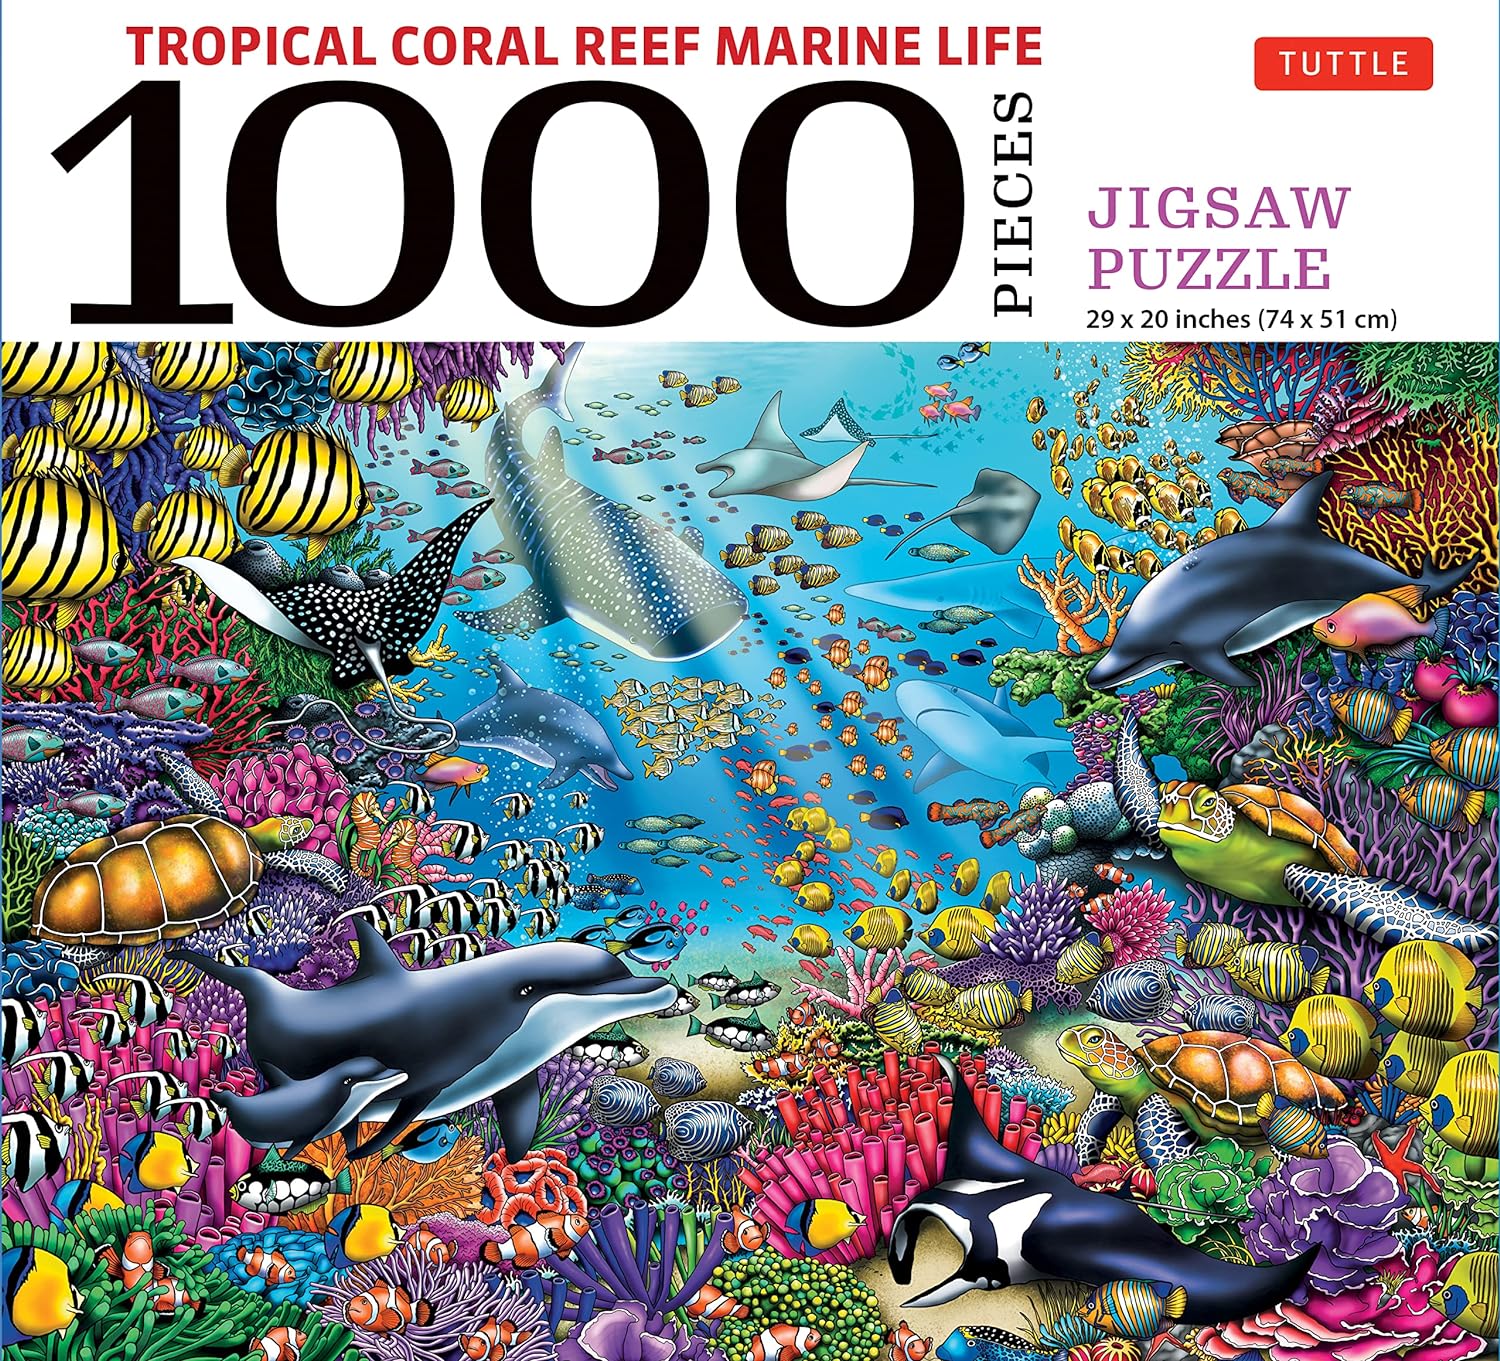 TROPICAL CORAL REEF MARINE LIFE
1000
PIECES
TUTTLE
JIGSAW
PUZZLE
29 x 20 inches (74 x 51 cm)